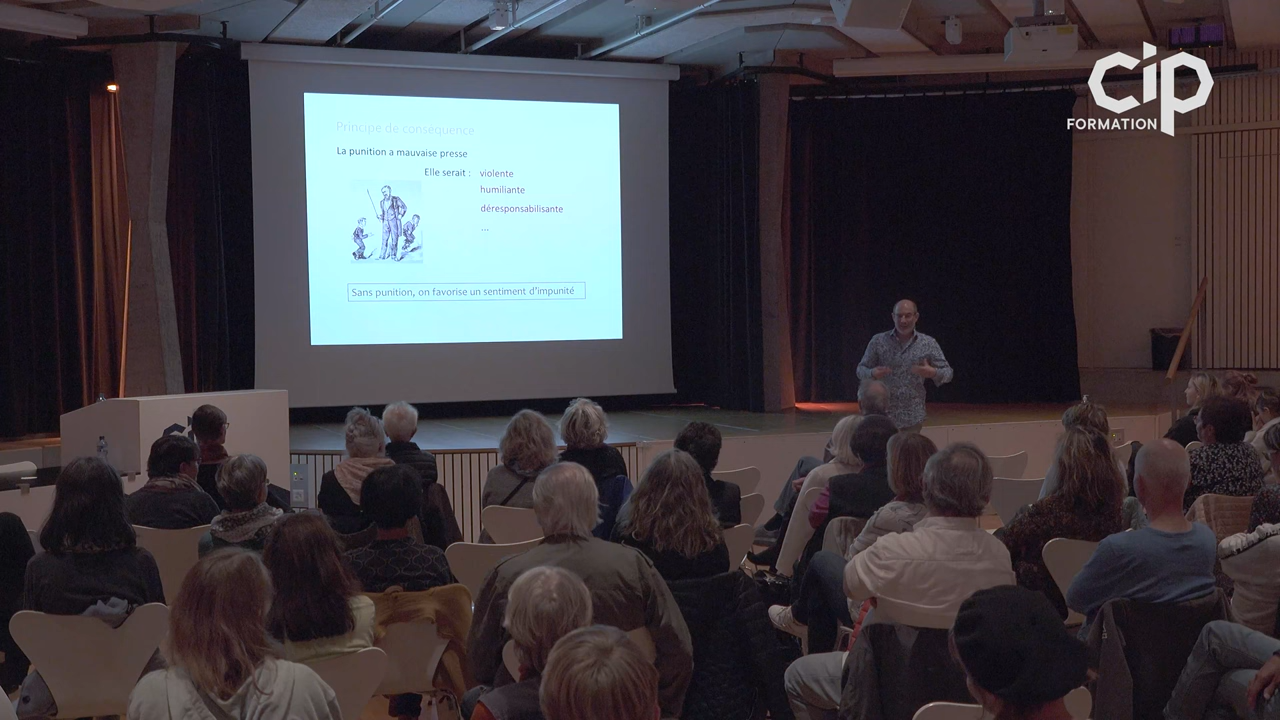 cip
FORMATION
Principe de conséquence
La punition a mauvaise presse
Elle serait : violente
humiliante
déresponsabilisante
...
Sans punition, on favorise un sentiment d'impunité